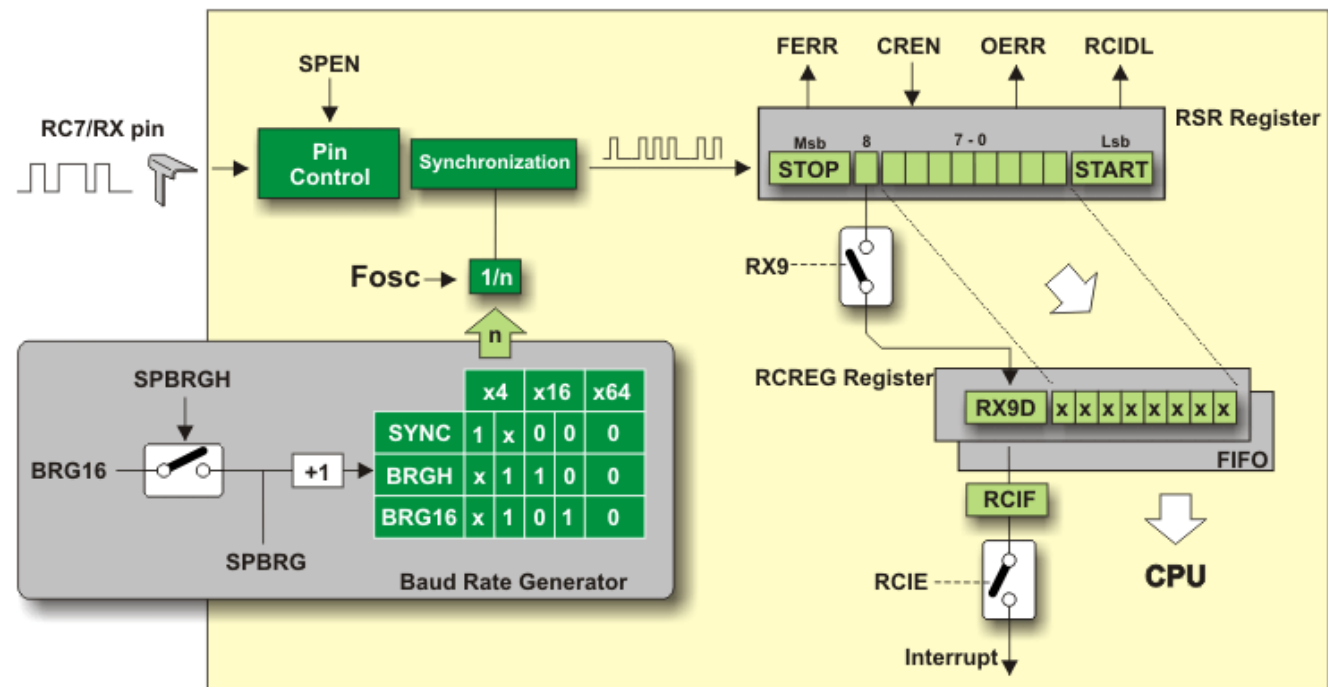 FERR CREN OERR RCIDL
SPEN
RC7/RX pin
RSR Register
Pin
Control
Synchronization
Msb 8 7 - 0 Lsb
STOP START
RX9
Fosc
1/n
n
SPBRGH
x4 x16 x64
SYNC 1 x 0 0 0
BRGH x 1 1 0 0
BRG16 x 1 0 1 0
BRG16
+1
SPBRG
Baud Rate Generator
RCREG Register
RX9D x x x x x x x x
FIFO
RCIF
RCIE
CPU
Interrupt